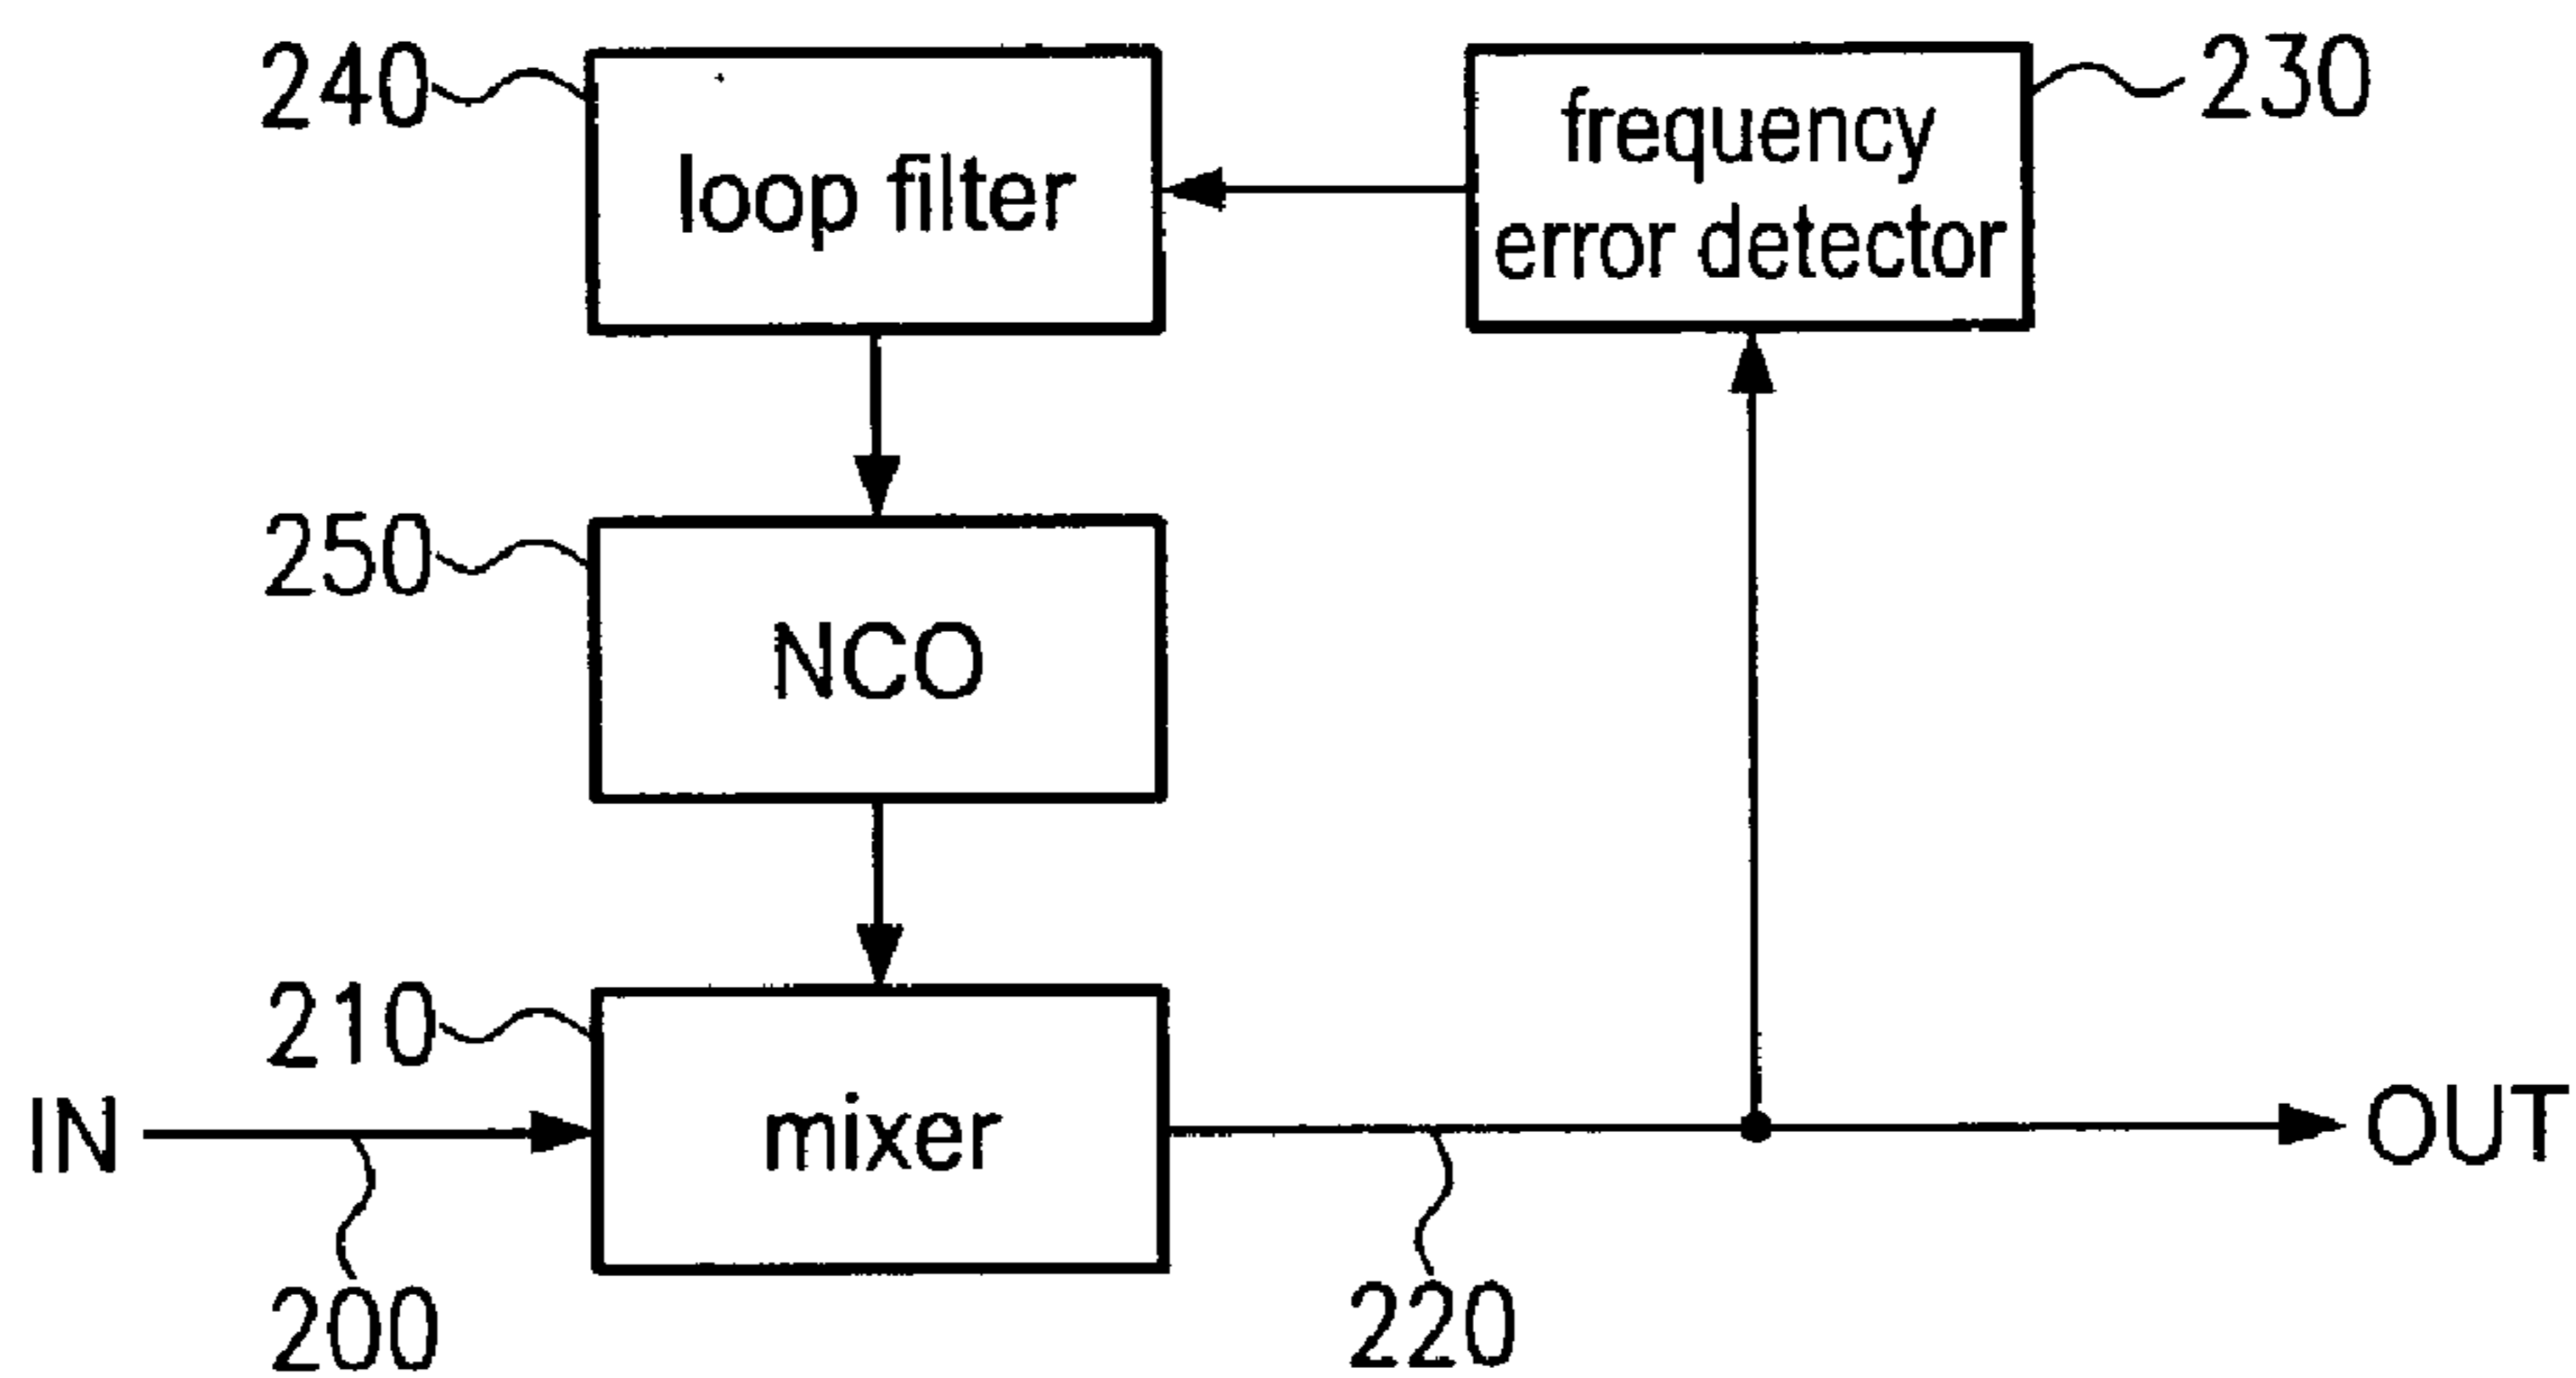 240
loop filter
frequency
error detector
230
250
NCO
210
mixer
IN
OUT
200
220